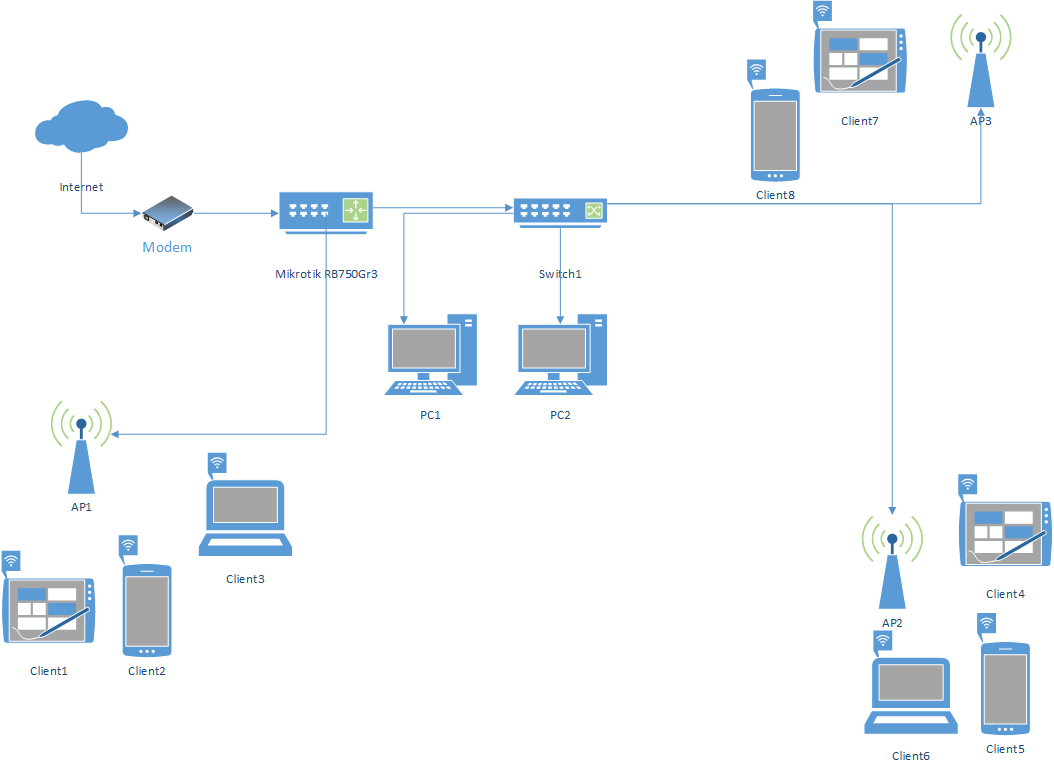 Client7
AP3
Internet
Client8
Modem
Mikrotik RB750Gr3
Switch1
PC1
PC2
AP1
Client3
Client4
AP2
Client1
Client2
Client5
Client6